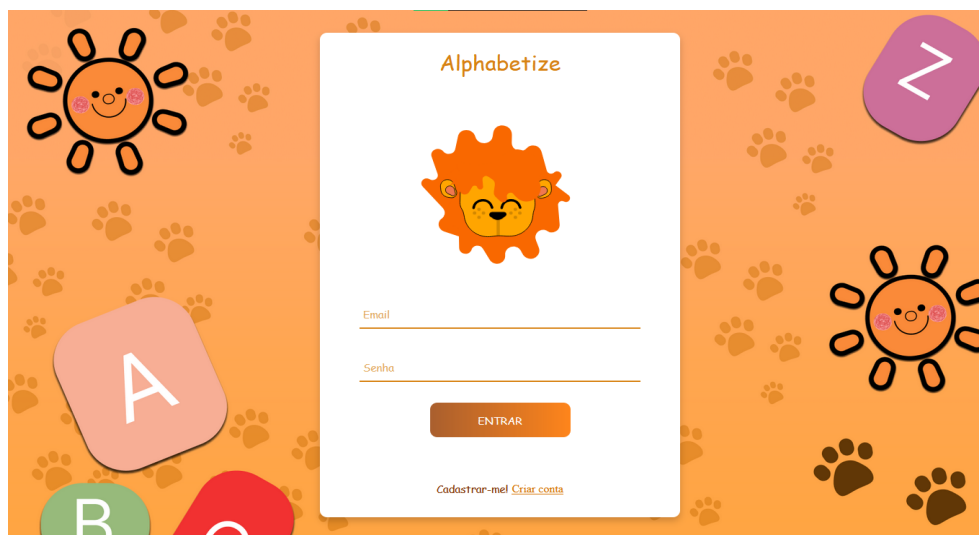 Alphabetize
Z
Email
A
Senha
ENTRAR
Cadastrar-me! Criar conta
B